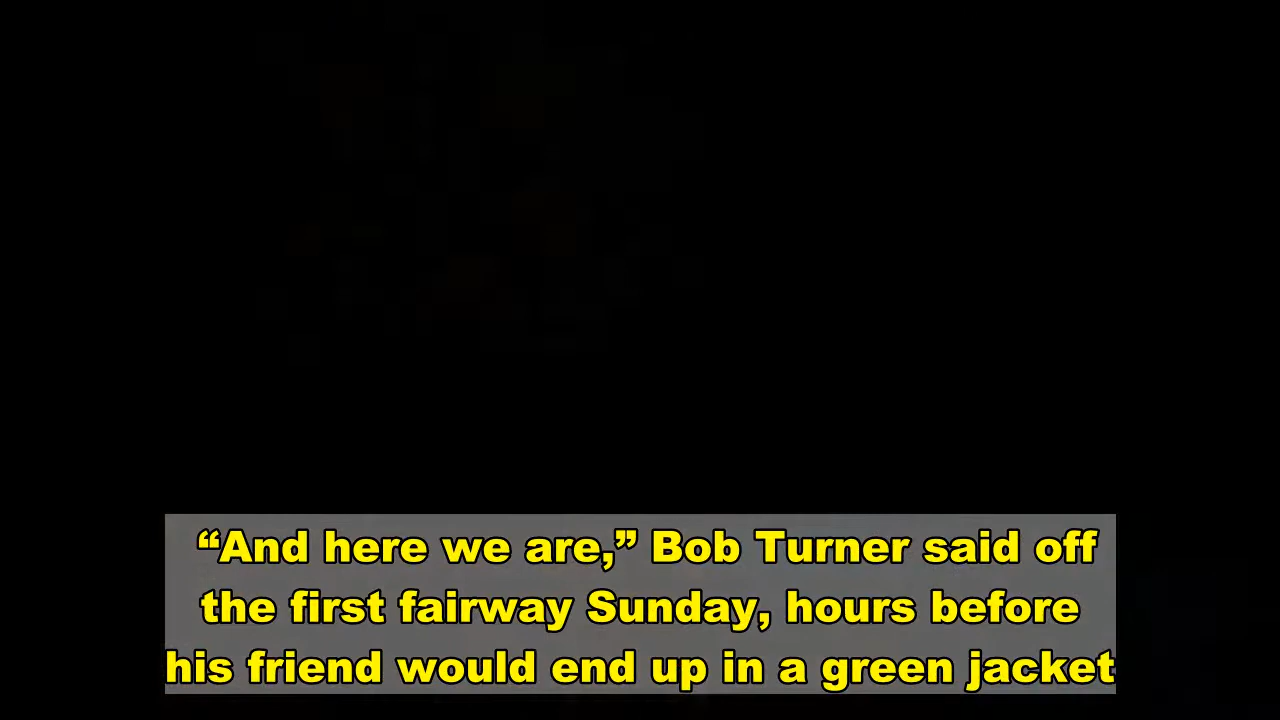 “And here we are,” Bob Turner said off
the first fairway Sunday, hours before
his friend would end up in a green jacket